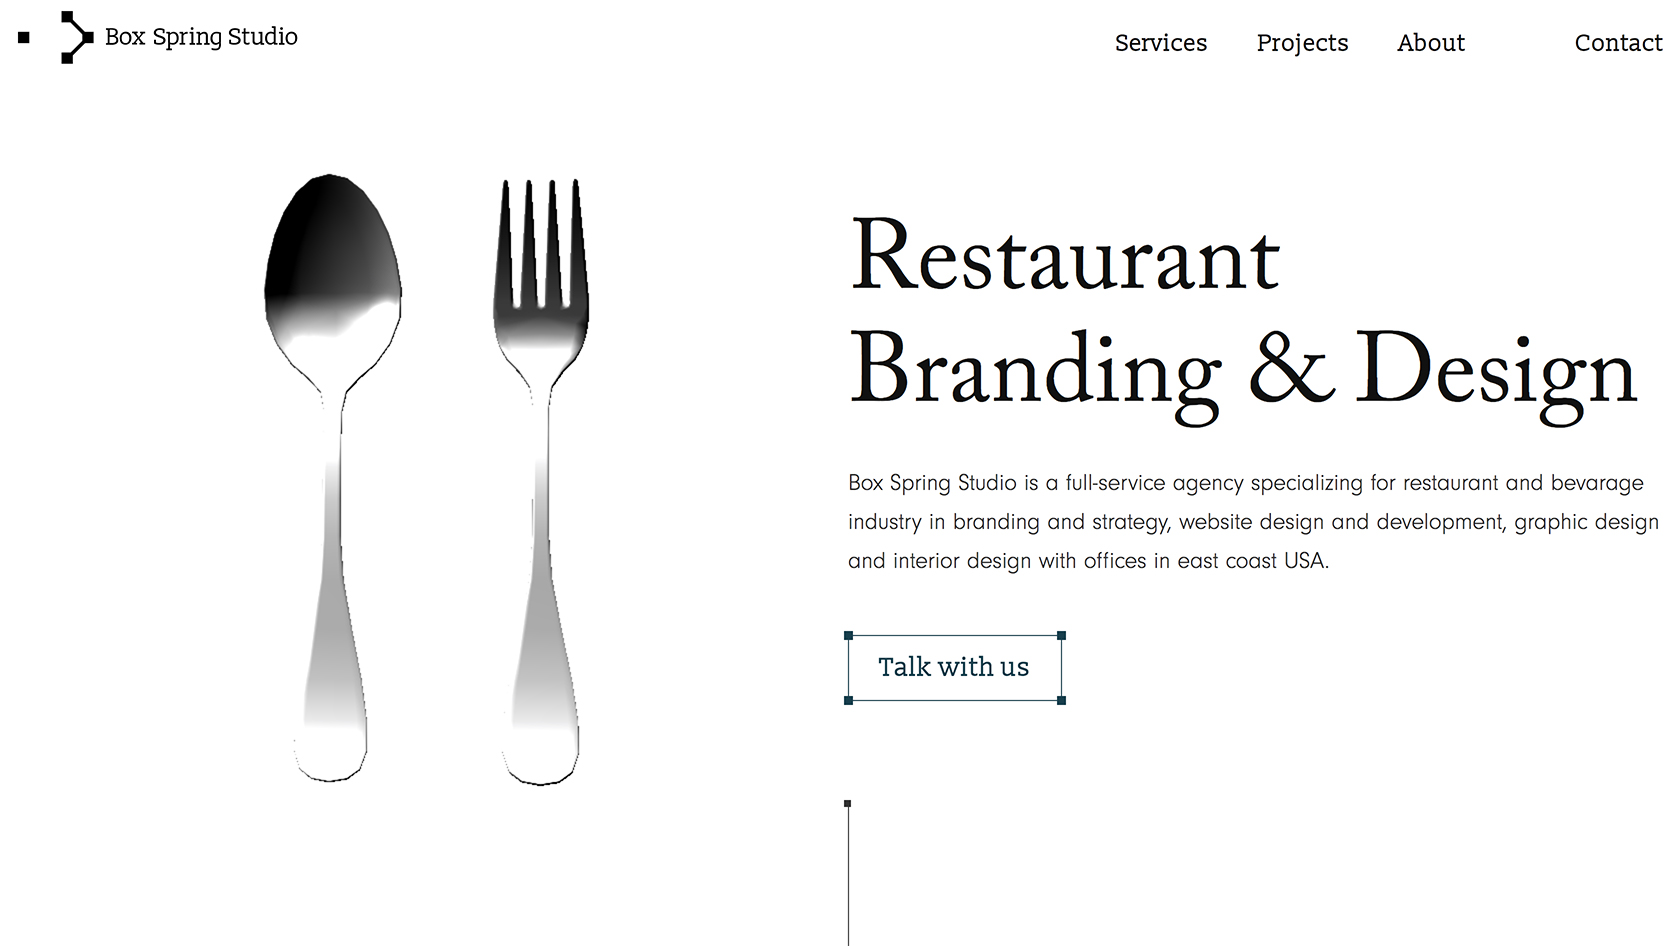 Box Spring Studio
Services Projects About Contact
Restaurant
Branding & Design
Box Spring Studio is a full-service agency specializing for restaurant and bevarage
industry in branding and strategy, website design and development, graphic design
and interior design with offices in east coast USA.
Talk with us